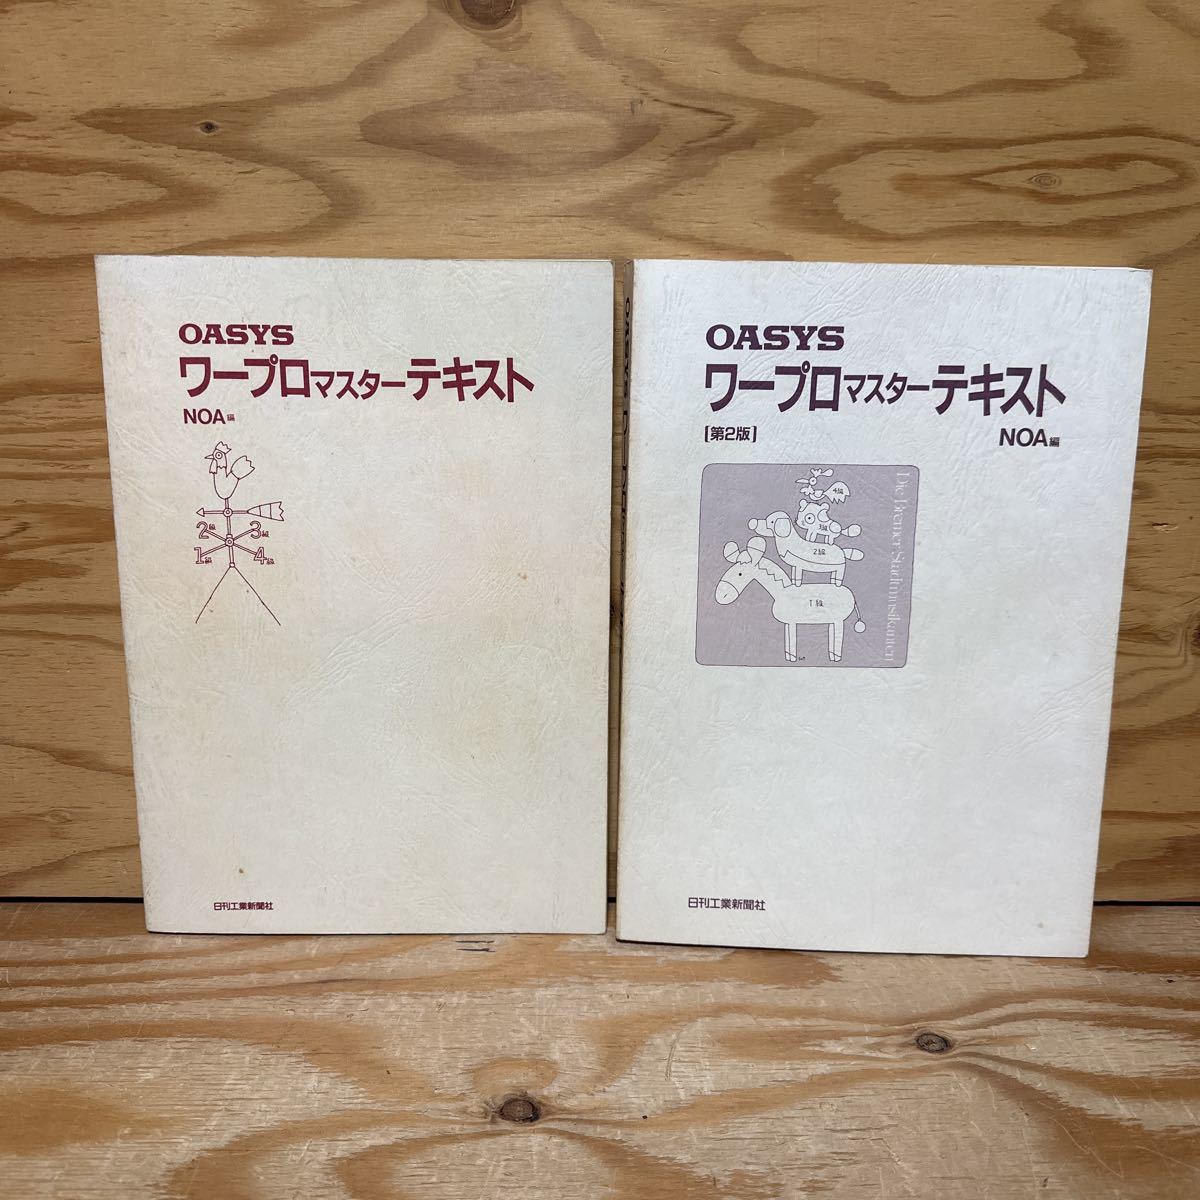 OASYS
ワープロマスターテキスト
NOA編
2級
3級
1級
4級
日刊工業新聞社
OASYS
ワープロマスターテキスト
[第2版]
NOA編
4級
3級
2級
1級
Die Bremer Stadtmusikanten
日刊工業新聞社